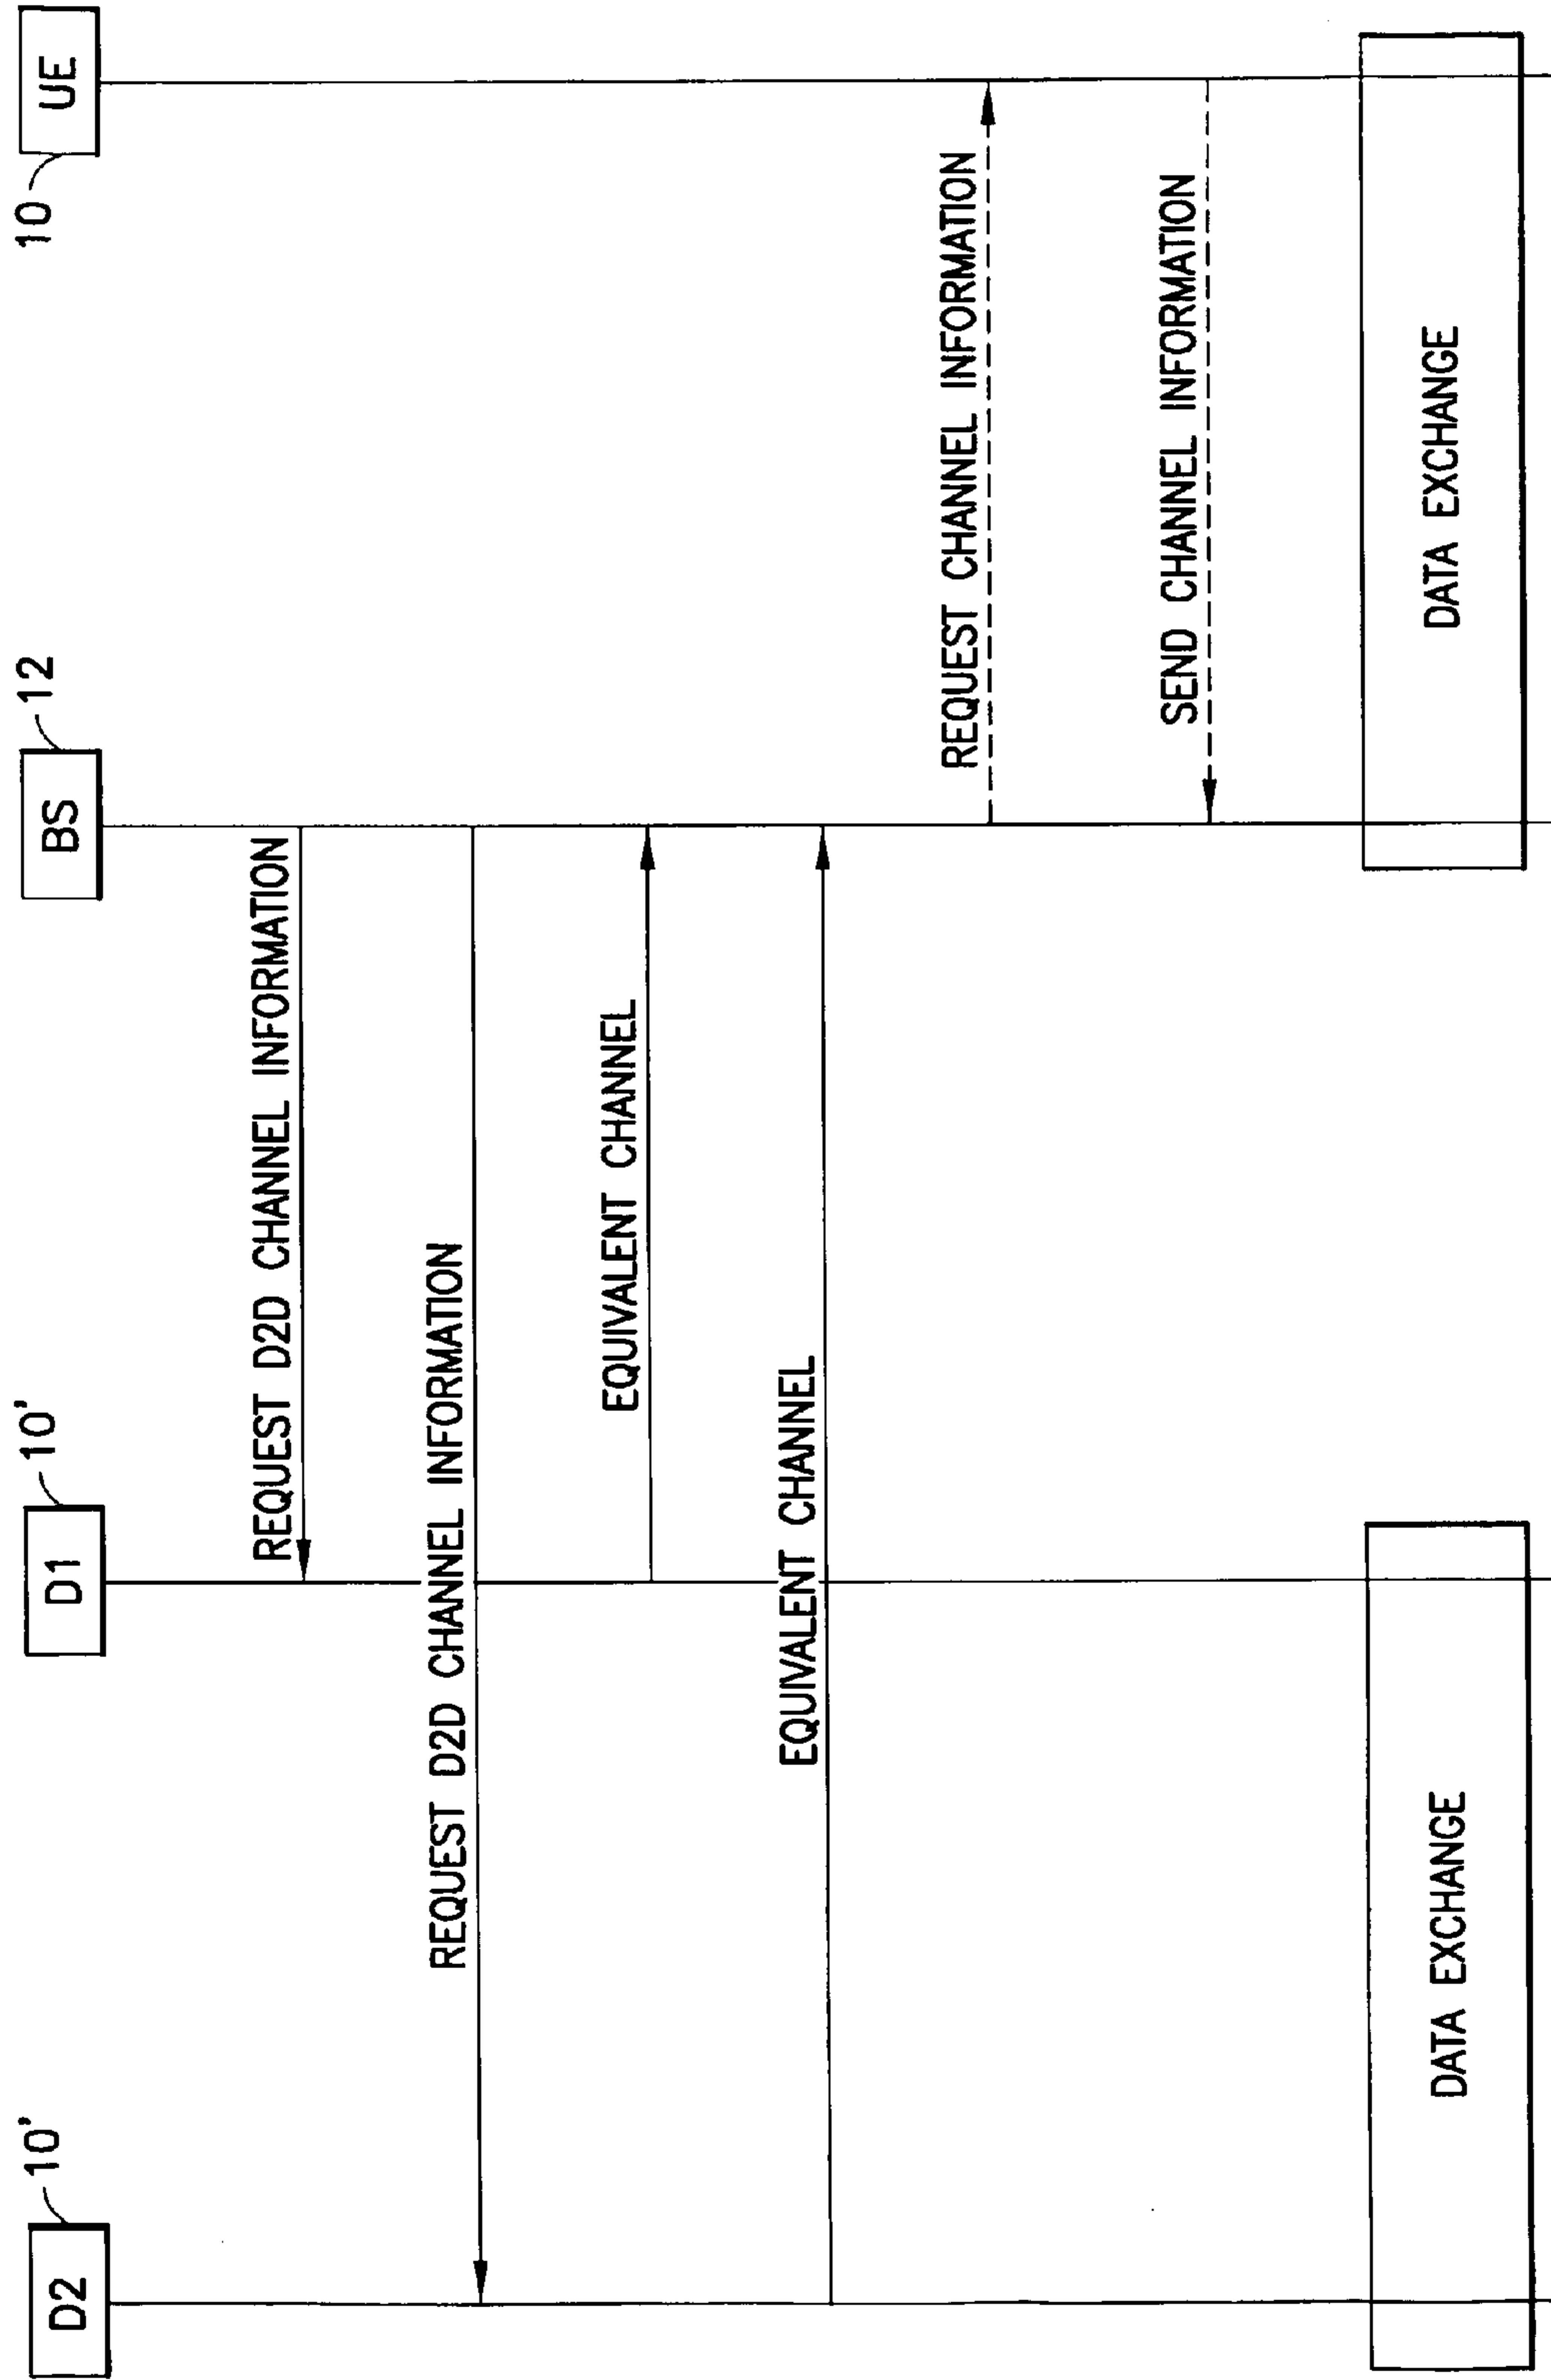 D2
10'
D1
10'
BS
12
UE
10
REQUEST D2D CHANNEL INFORMATION
REQUEST D2D CHANNEL INFORMATION
EQUIVALENT CHANNEL
EQUIVALENT CHANNEL
REQUEST CHANNEL INFORMATION
SEND CHANNEL INFORMATION
DATA EXCHANGE
DATA EXCHANGE